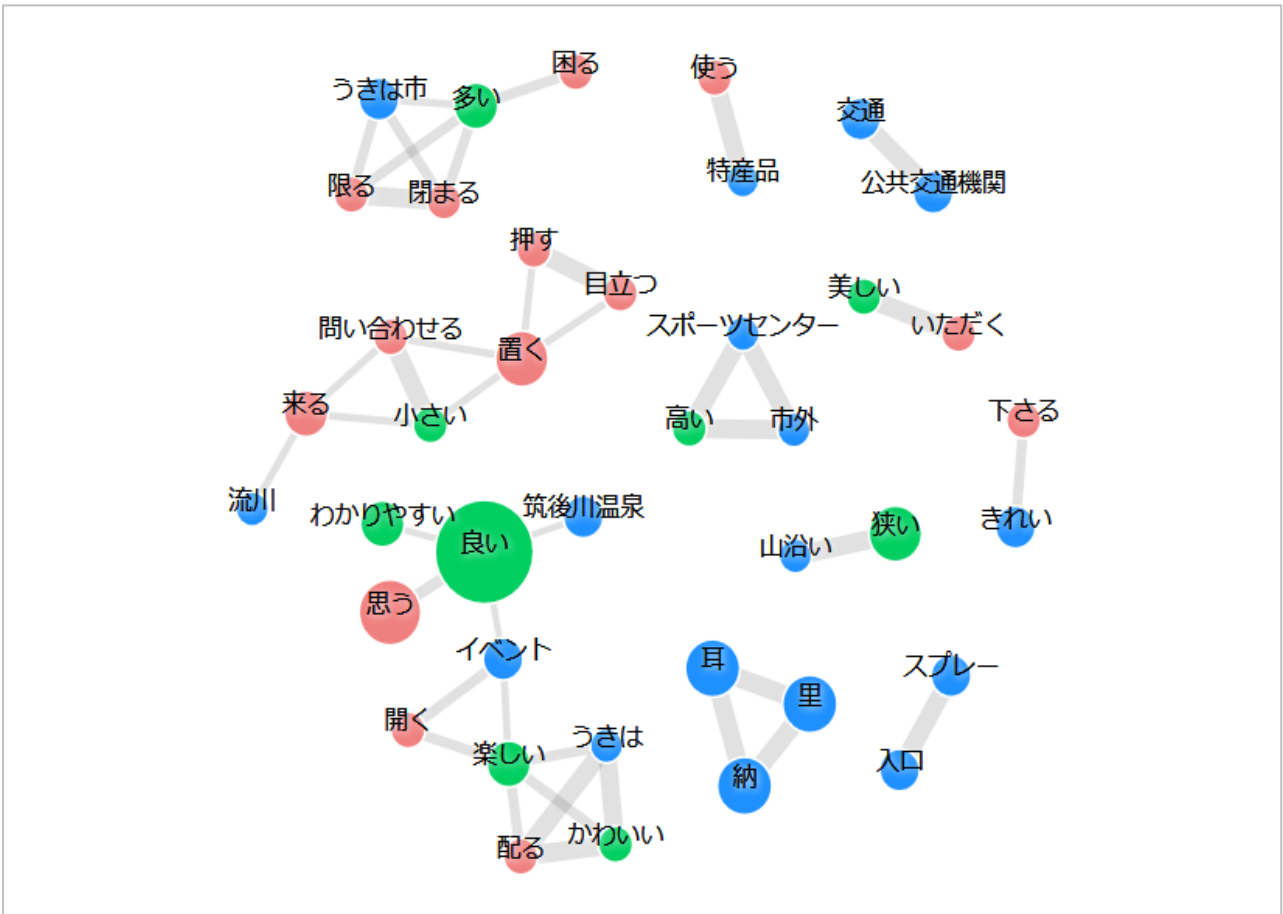 困る
うきは市
多い
使う
交通
特産品
限る
閉まる
公共交通機関
押す
目立つ
美しい
問い合わせる
スポーツセンター
いただく
置く
来る
小さい
高い
市外
下さる
流川
わかりやすい
筑後川温泉
良い
狭い
きれい
山沿い
思う
イベント
耳
スプレー
里
開く
うきは
楽しい
入口
納
配る
かわいい